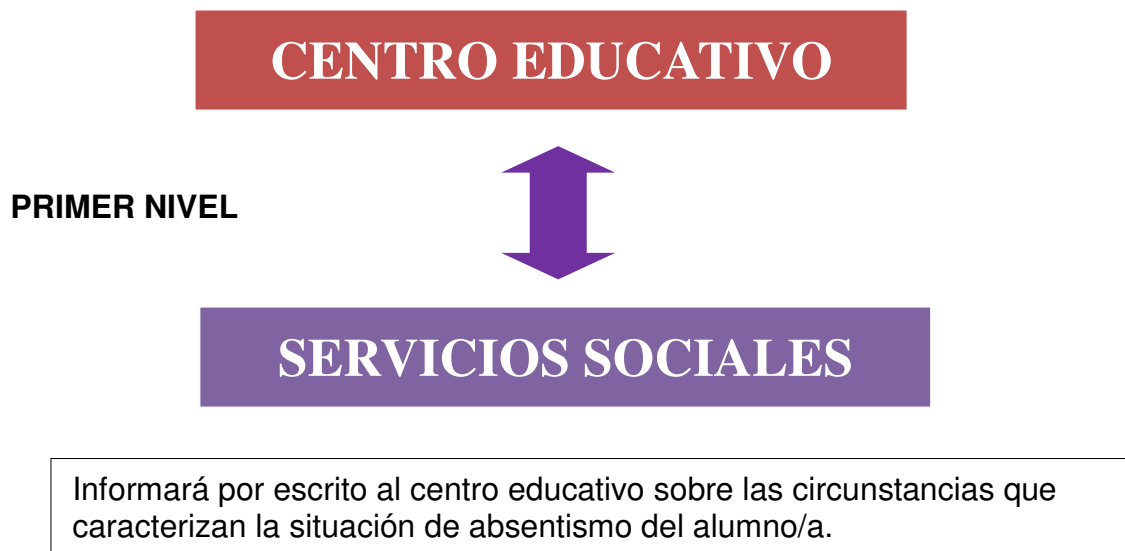 CENTRO EDUCATIVO
PRIMER NIVEL
SERVICIOS SOCIALES
Informará por escrito al centro educativo sobre las circunstancias que
caracterizan la situación de absentismo del alumno/a.